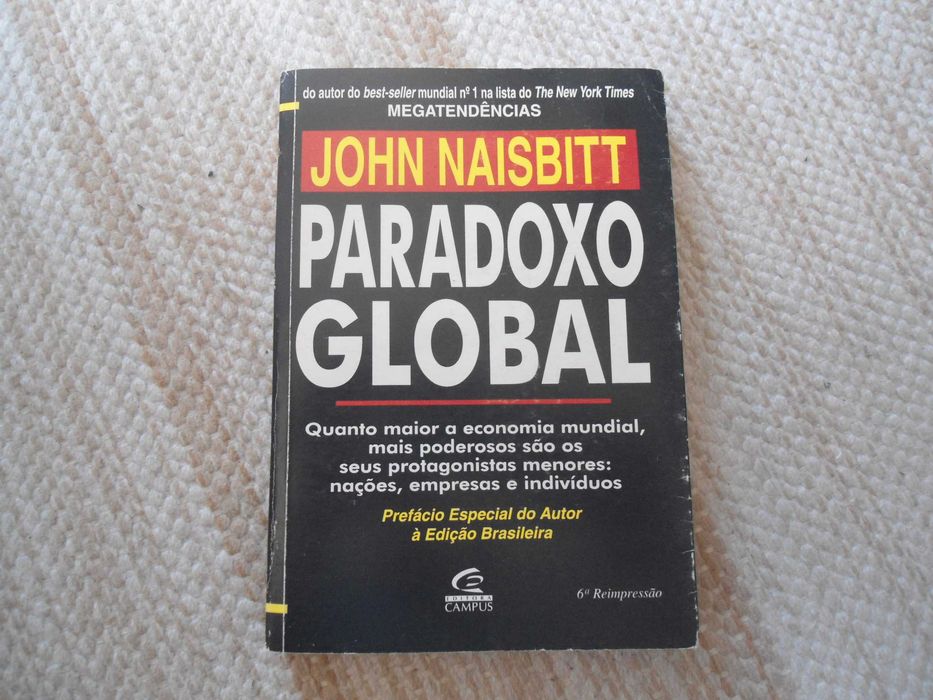 do autor do best-seller mundial nº 1 na lista do The New York Times
MEGATENDÊNCIAS
JOHN NAISBITT
PARADOXO
GLOBAL
Quanto maior a economia mundial,
mais poderosos são os
seus protagonistas menores:
nações, empresas e indivíduos
Prefácio Especial do Autor
à Edição Brasileira
EDITORA
CAMPUS
6ª Reimpressão